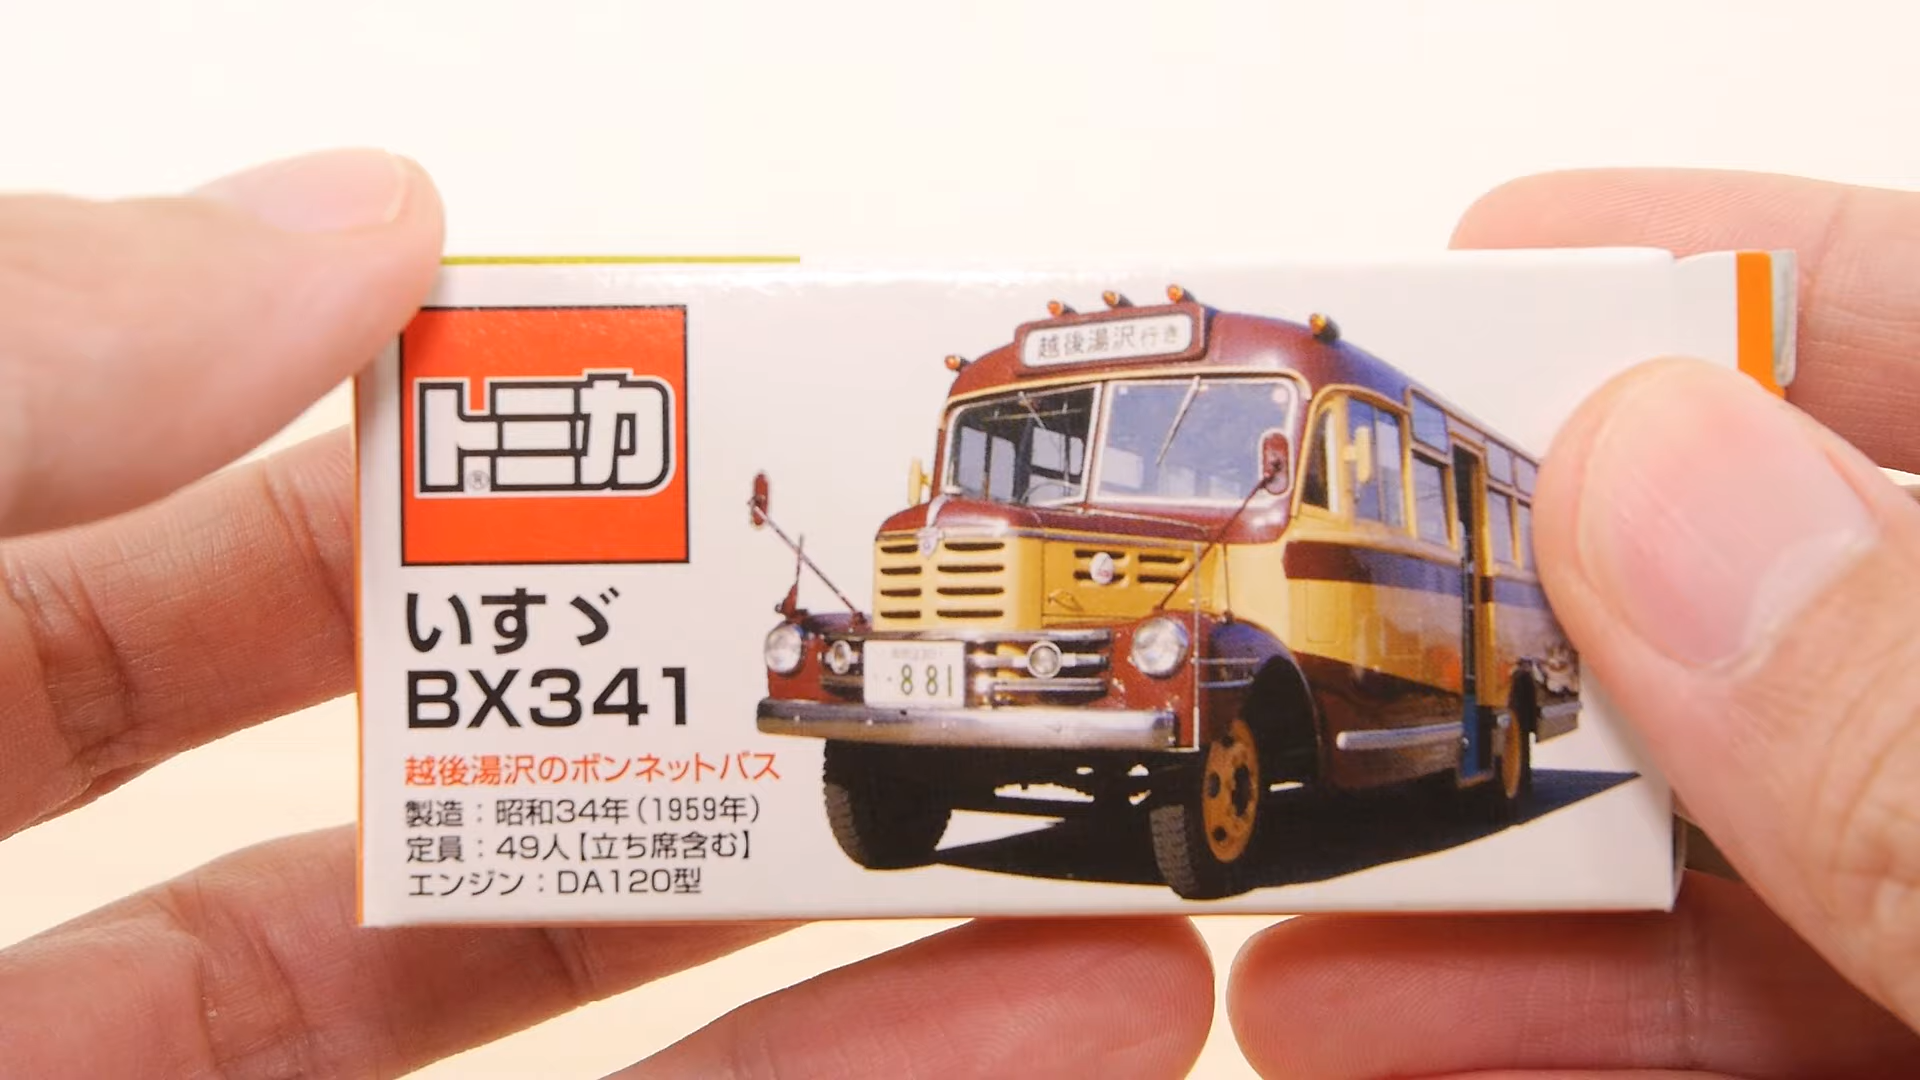 トミカ®
いすゞ
BX341
越後湯沢のボンネットバス
製造：昭和34年(1959年)
定員：49人【立ち席含む】
エンジン：DA120型
越後湯沢行き
・881